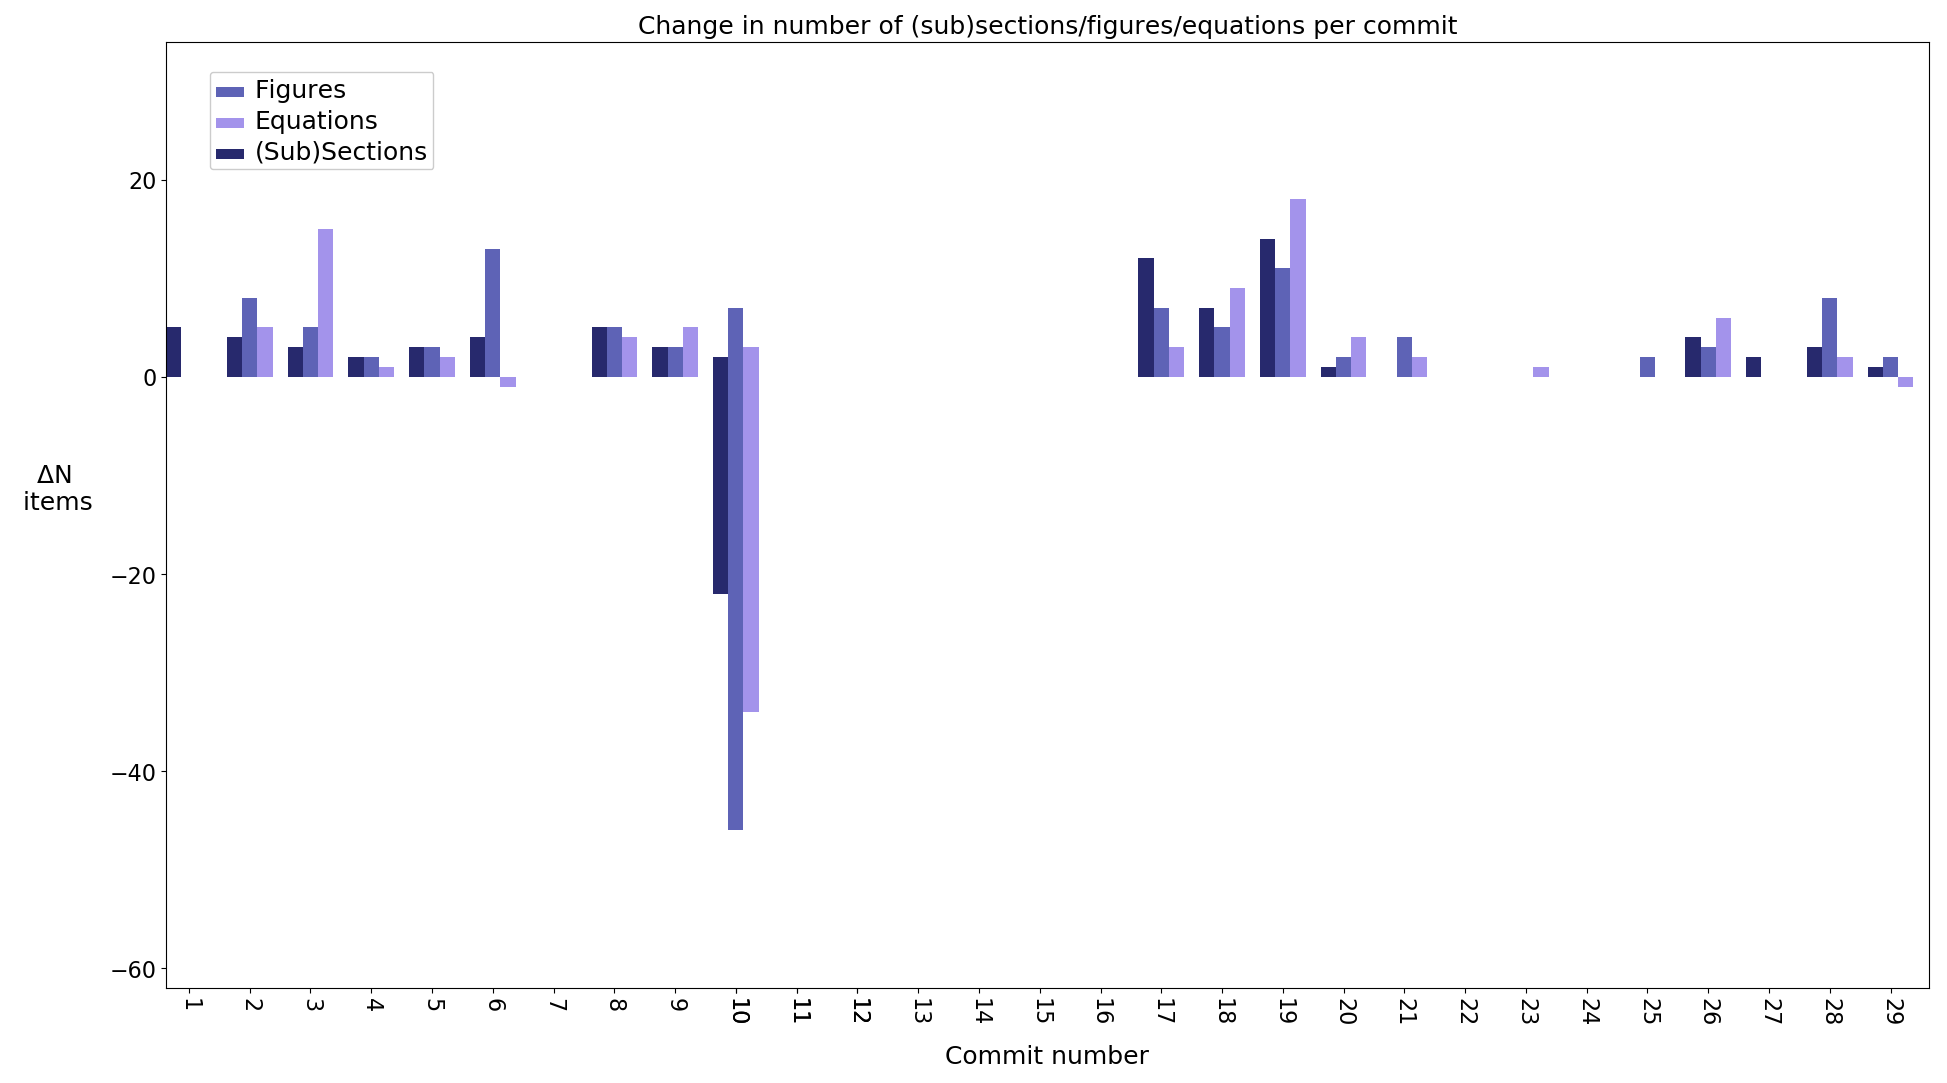 Change in number of (sub)sections/figures/equations per commit
Figures
Equations
(Sub)Sections
20
0
−20
−40
−60
ΔN
items
1 2 3 4 5 6 7 8 9 10 11 12 13 14 15 16 17 18 19 20 21 22 23 24 25 26 27 28 29
Commit number